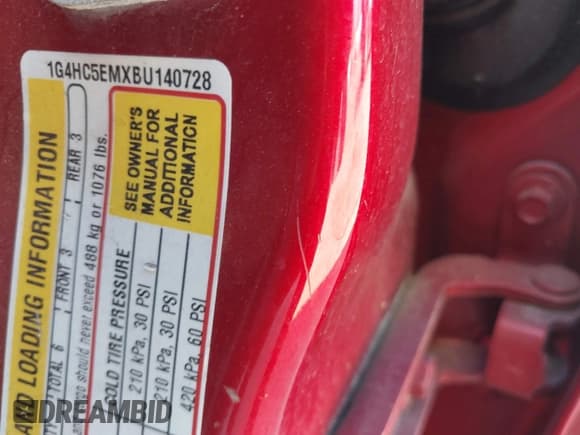 1G4HC5EMXBU140728
AND LOADING INFORMATION
TOTAL 6 FRONT 3 REAR 3
should never exceed 488 kg or 1076 lbs.
COLD TIRE PRESSURE
210 kPa, 30 PSI
210 kPa, 30 PSI
420 kPa, 60 PSI
SEE OWNER'S
MANUAL FOR
ADDITIONAL
INFORMATION
DREAMBID